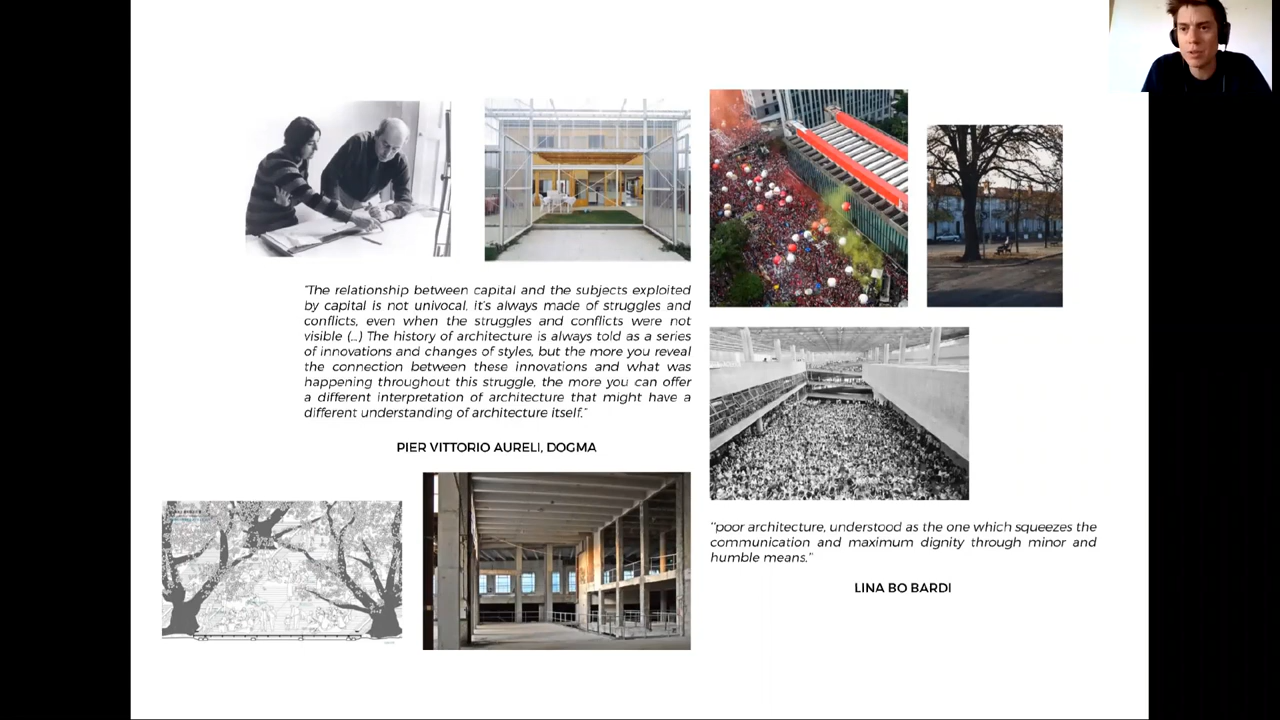 "The relationship between capital and the subjects exploited
by capital is not univocal, it's always made of struggles and
conflicts, even when the struggles and conflicts were not
visible (...) The history of architecture is always told as a series
of innovations and changes of styles, but the more you reveal
the connection between these innovations and what was
happening throughout this struggle, the more you can offer
a different interpretation of architecture that might have a
different understanding of architecture itself."
PIER VITTORIO AURELI, DOGMA
"poor architecture, understood as the one which squeezes the
communication and maximum dignity through minor and
humble means."
LINA BO BARDI